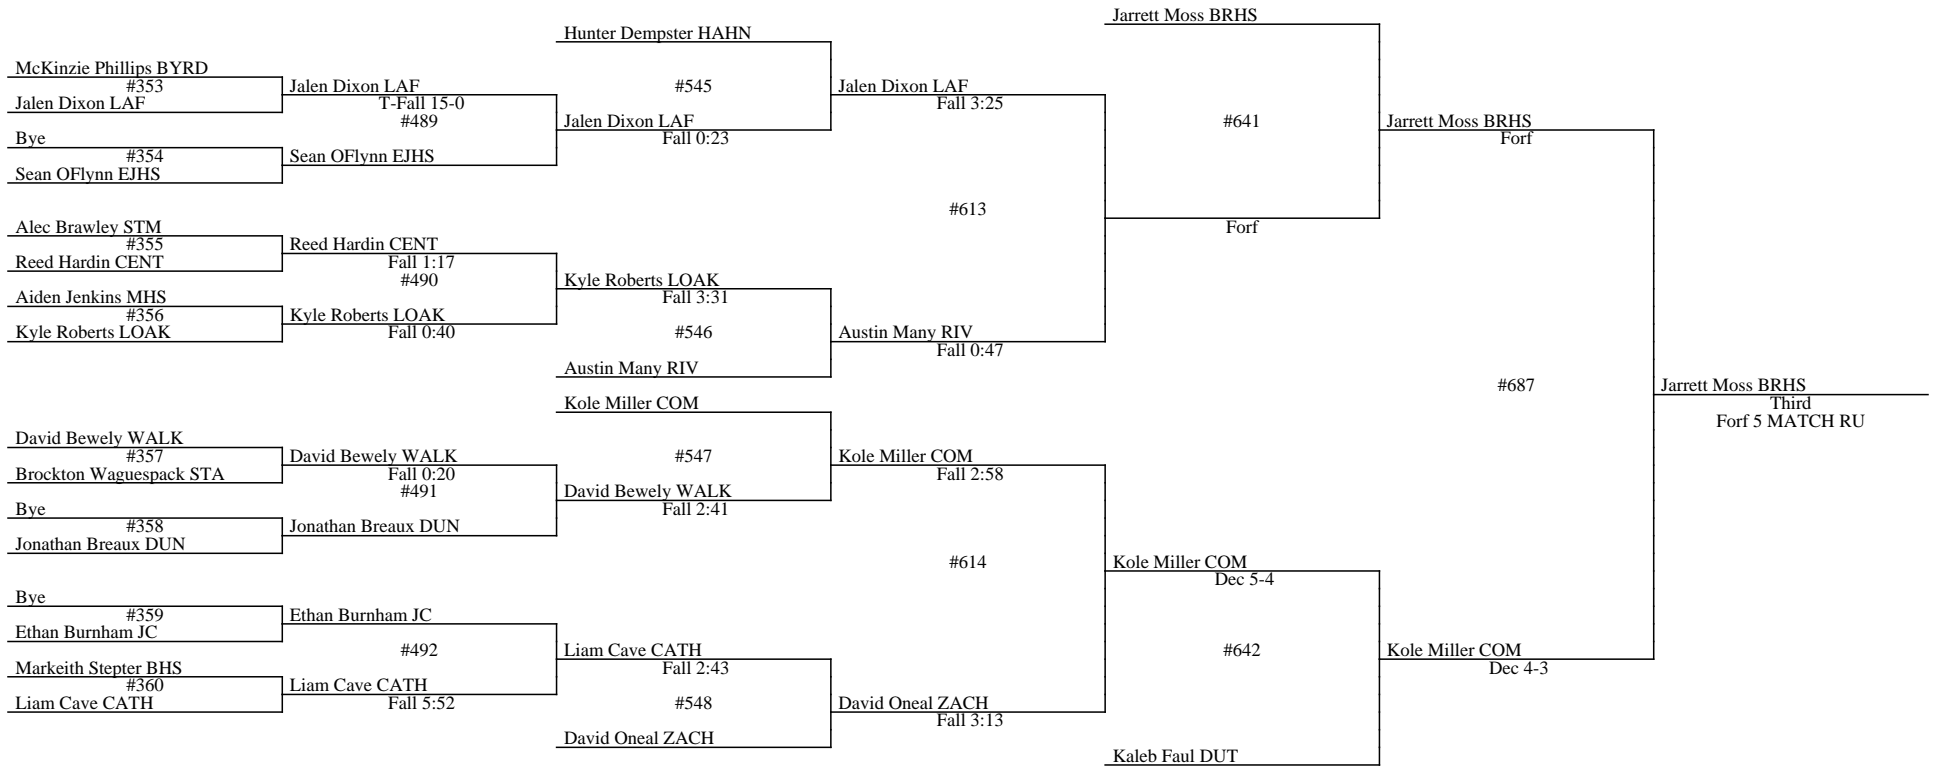 Jarrett Moss BRHS
Hunter Dempster HAHN
McKinzie Phillips BYRD
#353
Jalen Dixon LAF
Jalen Dixon LAF
T-Fall 15-0
#489
#545
Jalen Dixon LAF
Fall 3:25
Jalen Dixon LAF
Fall 0:23
#641
Jarrett Moss BRHS
Forf
Bye
#354
Sean OFlynn EJHS
Sean OFlynn EJHS
#613
Forf
Alec Brawley STM
#355
Reed Hardin CENT
Reed Hardin CENT
Fall 1:17
#490
Kyle Roberts LOAK
Fall 3:31
Aiden Jenkins MHS
#356
Kyle Roberts LOAK
Kyle Roberts LOAK
Fall 0:40
#546
Austin Many RIV
Fall 0:47
Austin Many RIV
#687
Jarrett Moss BRHS
Third
Forf 5 MATCH RU
Kole Miller COM
David Bewely WALK
#357
Brockton Waguespack STA
David Bewely WALK
Fall 0:20
#491
#547
Kole Miller COM
Fall 2:58
David Bewely WALK
Fall 2:41
Bye
#358
Jonathan Breaux DUN
Jonathan Breaux DUN
#614
Kole Miller COM
Dec 5-4
Bye
#359
Ethan Burnham JC
Ethan Burnham JC
#492
Liam Cave CATH
Fall 2:43
#642
Kole Miller COM
Dec 4-3
Markeith Stepter BHS
#360
Liam Cave CATH
Liam Cave CATH
Fall 5:52
#548
David Oneal ZACH
Fall 3:13
David Oneal ZACH
Kaleb Faul DUT